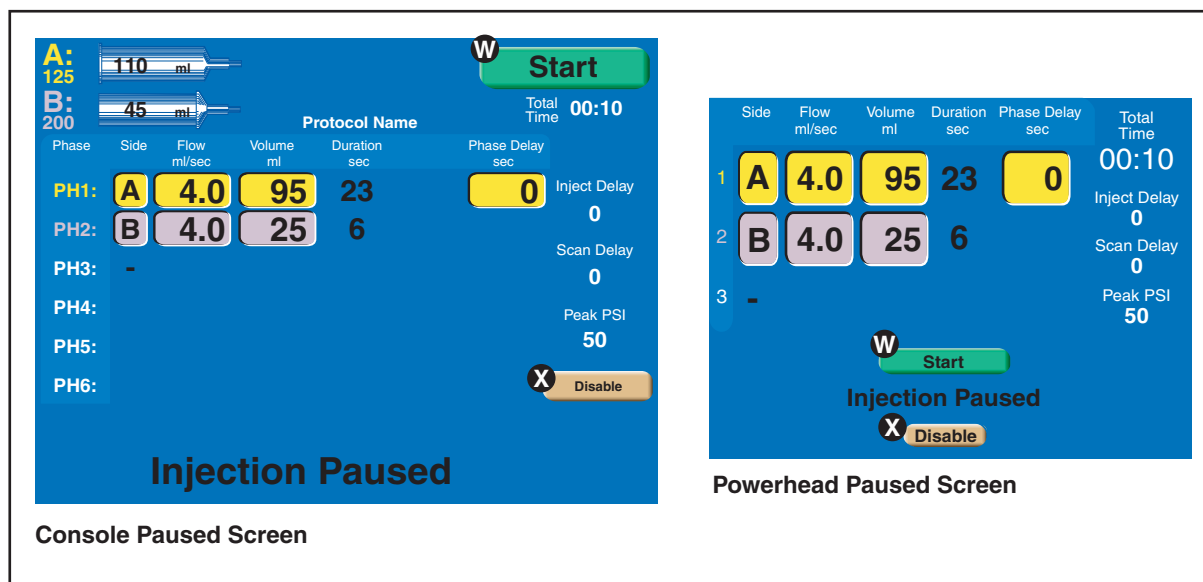 A:
125
110 ml
B:
200
45 ml
W
Start
Total Time 00:10
Protocol Name
Phase Side Flow ml/sec Volume ml Duration sec Phase Delay sec
PH1: A 4.0 95 23 0
PH2: B 4.0 25 6
PH3: -
PH4:
PH5:
PH6:
Inject Delay
0
Scan Delay
0
Peak PSI
50
X
Disable
Injection Paused
Console Paused Screen
Side Flow ml/sec Volume ml Duration sec Phase Delay sec
Total Time
00:10
1 A 4.0 95 23 0
2 B 4.0 25 6
3 -
Inject Delay
0
Scan Delay
0
Peak PSI
50
W
Start
Injection Paused
X
Disable
Powerhead Paused Screen